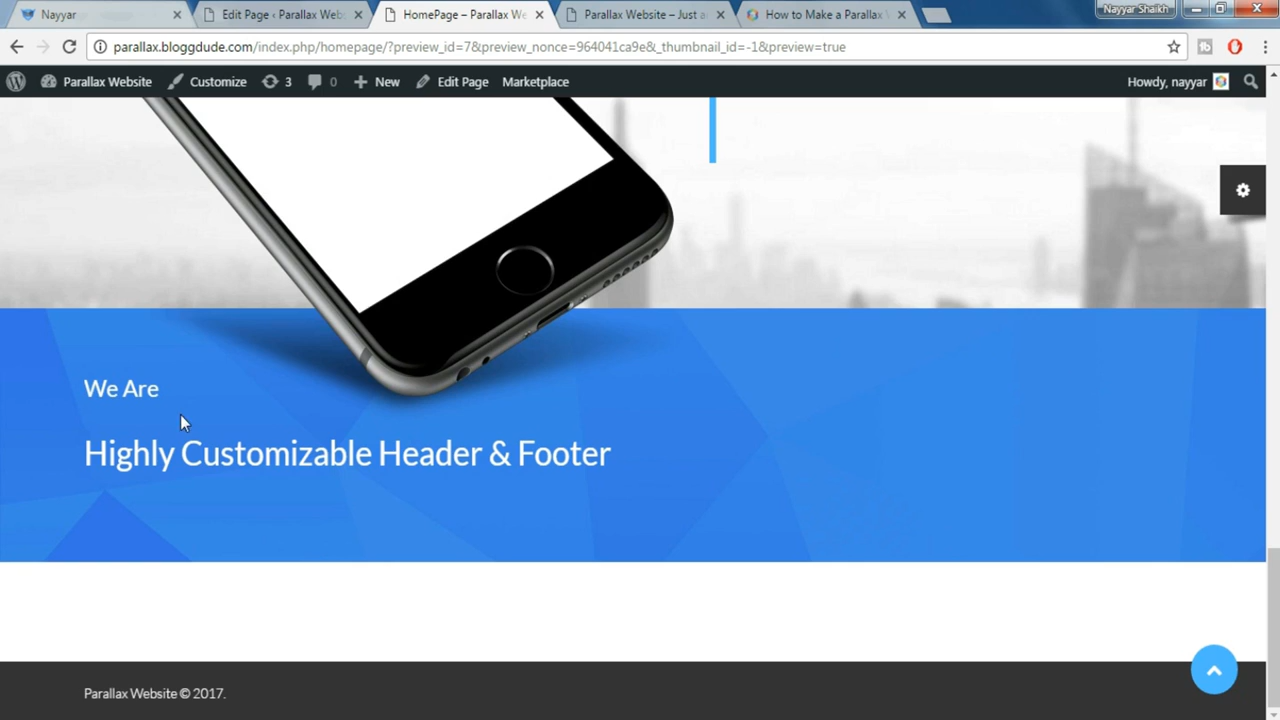 Nayyar
Edit Page ‹ Parallax Web
HomePage – Parallax We
Parallax Website – Just a
How to Make a Parallax
Nayyar Shaikh
parallax.bloggdude.com/index.php/homepage/?preview_id=7&preview_nonce=964041ca9e&_thumbnail_id=-1&preview=true
Parallax Website Customize 3 0 New Edit Page Marketplace Howdy, nayyar
We Are
Highly Customizable Header & Footer
Parallax Website © 2017.